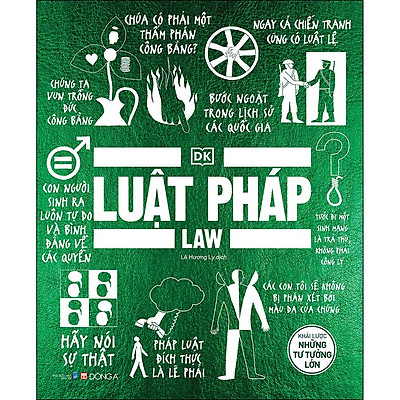 CHÚA CÓ PHẢI MỘT
THẨM PHÁN
CÔNG BẰNG?
NGAY CẢ CHIẾN TRANH
CŨNG CÓ LUẬT LỆ
CHÚNG TA
VUN TRỒNG
ĐỨC
CÔNG BẰNG
BƯỚC NGOẶT
TRONG LỊCH SỬ
CÁC QUỐC GIA
DK
LUẬT PHÁP
LAW
Lê Hương Ly dịch
CON NGƯỜI
SINH RA
LUÔN TỰ DO
VÀ BÌNH
ĐẲNG VỀ
CÁC QUYỀN
TƯỚC ĐI MỘT
SINH MẠNG
LÀ TRẢ THÙ,
KHÔNG PHẢI
CÔNG LÝ
CÁC CON TÔI SẼ KHÔNG
BỊ PHÁN XÉT BỞI
MÀU DA CỦA CHÚNG
HÃY NÓI
SỰ THẬT
PHÁP LUẬT
ĐÍCH THỰC
LÀ LẼ PHẢI
KHÁI LƯỢC
NHỮNG
TƯ TƯỞNG
LỚN
ĐÔNG A